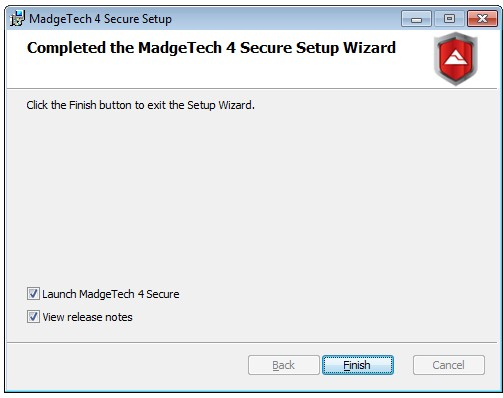 MadgeTech 4 Secure Setup
Completed the MadgeTech 4 Secure Setup Wizard
Click the Finish button to exit the Setup Wizard.
Launch MadgeTech 4 Secure
View release notes
Back Finish Cancel